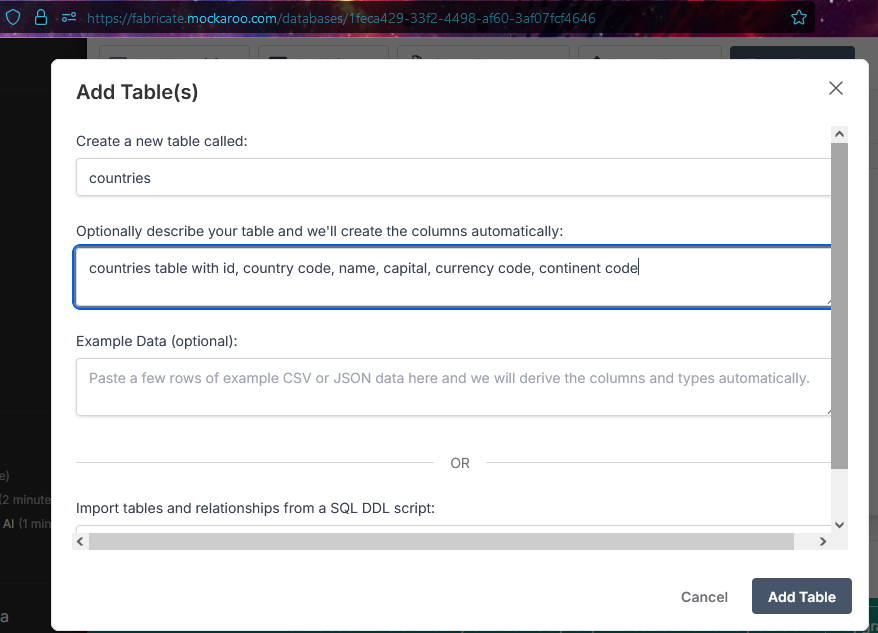 https://fabricate.mockaroo.com/databases/1feca429-33f2-4498-af60-3af07fcf4646
Add Table(s)
Create a new table called:
countries
Optionally describe your table and we'll create the columns automatically:
countries table with id, country code, name, capital, currency code, continent code
Example Data (optional):
Paste a few rows of example CSV or JSON data here and we will derive the columns and types automatically.
OR
e)
(2 minute
AI (1 min
Import tables and relationships from a SQL DDL script:
Cancel
Add Table
a